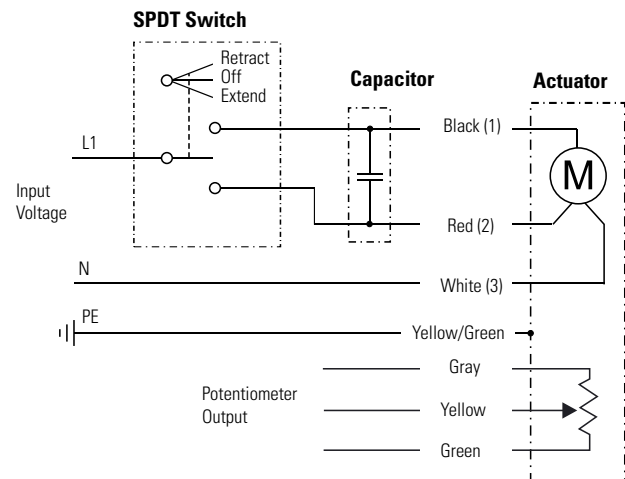 SPDT Switch
Retract
Off
Extend
Capacitor
Actuator
L1
Input
Voltage
Black (1)
M
Red (2)
N
White (3)
PE
Yellow/Green
Gray
Potentiometer
Output
Yellow
Green